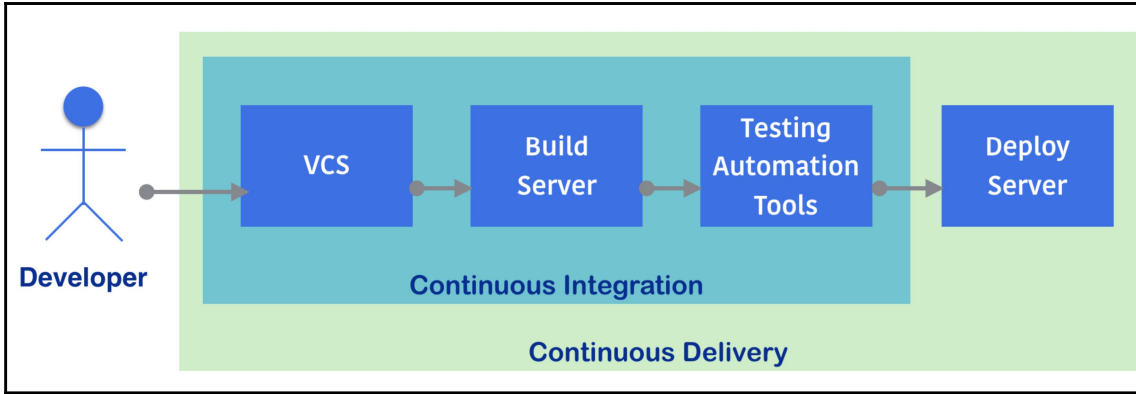 Developer
VCS
Build
Server
Testing
Automation
Tools
Deploy
Server
Continuous Integration
Continuous Delivery